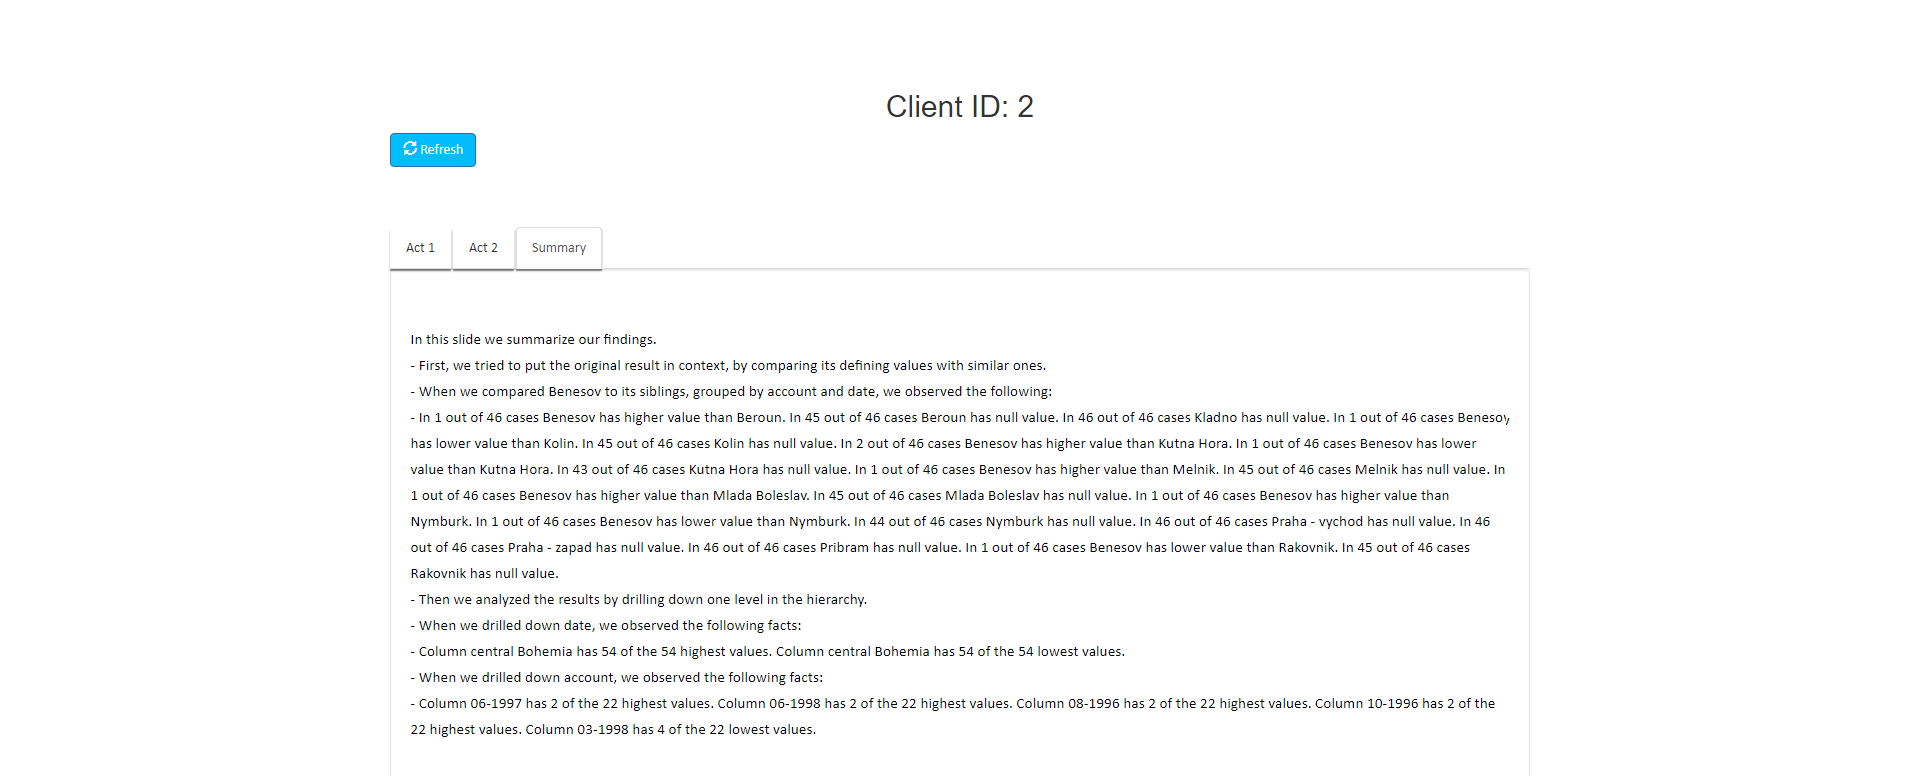 Client ID: 2
Refresh
Act 1
Act 2
Summary
In this slide we summarize our findings.
- First, we tried to put the original result in context, by comparing its defining values with similar ones.
- When we compared Benesov to its siblings, grouped by account and date, we observed the following:
- In 1 out of 46 cases Benesov has higher value than Beroun. In 45 out of 46 cases Beroun has null value. In 46 out of 46 cases Kladno has null value. In 1 out of 46 cases Benesov
has lower value than Kolin. In 45 out of 46 cases Kolin has null value. In 2 out of 46 cases Benesov has higher value than Kutna Hora. In 1 out of 46 cases Benesov has lower
value than Kutna Hora. In 43 out of 46 cases Kutna Hora has null value. In 1 out of 46 cases Benesov has higher value than Melnik. In 45 out of 46 cases Melnik has null value. In
1 out of 46 cases Benesov has higher value than Mlada Boleslav. In 45 out of 46 cases Mlada Boleslav has null value. In 1 out of 46 cases Benesov has higher value than
Nymburk. In 1 out of 46 cases Benesov has lower value than Nymburk. In 44 out of 46 cases Nymburk has null value. In 46 out of 46 cases Praha - vychod has null value. In 46
out of 46 cases Praha - zapad has null value. In 46 out of 46 cases Pribram has null value. In 1 out of 46 cases Benesov has lower value than Rakovnik. In 45 out of 46 cases
Rakovnik has null value.
- Then we analyzed the results by drilling down one level in the hierarchy.
- When we drilled down date, we observed the following facts:
- Column central Bohemia has 54 of the 54 highest values. Column central Bohemia has 54 of the 54 lowest values.
- When we drilled down account, we observed the following facts:
- Column 06-1997 has 2 of the 22 highest values. Column 06-1998 has 2 of the 22 highest values. Column 08-1996 has 2 of the 22 highest values. Column 10-1996 has 2 of the
22 highest values. Column 03-1998 has 4 of the 22 lowest values.